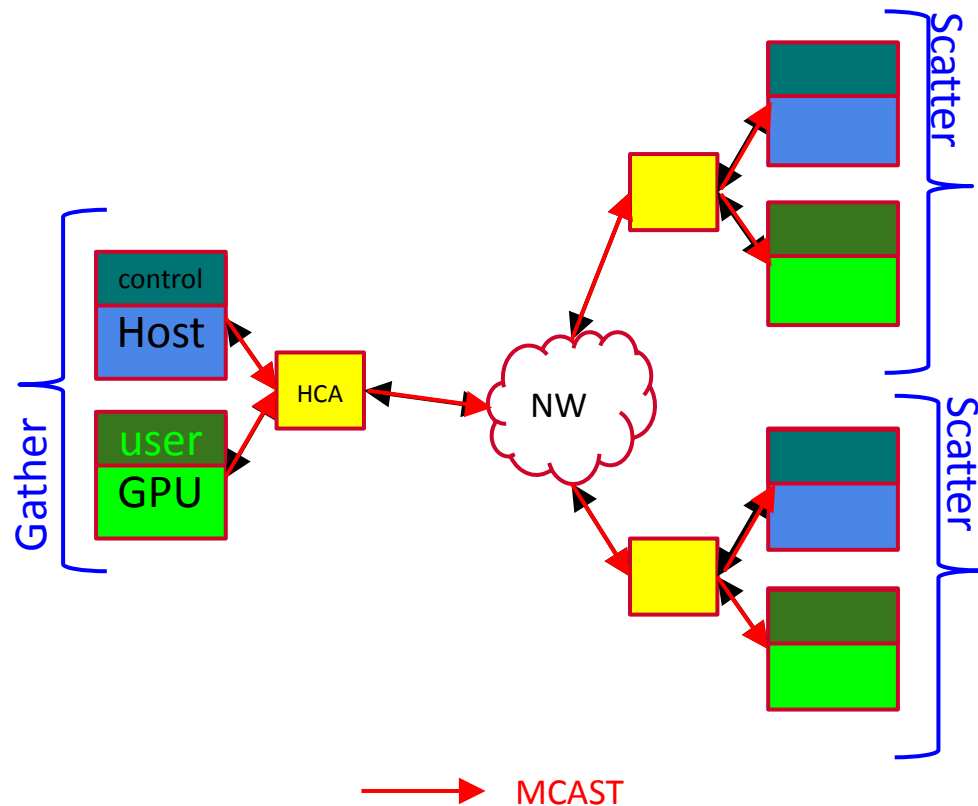 Gather
control
Host
user
GPU
HCA
NW
Scatter
Scatter
MCAST